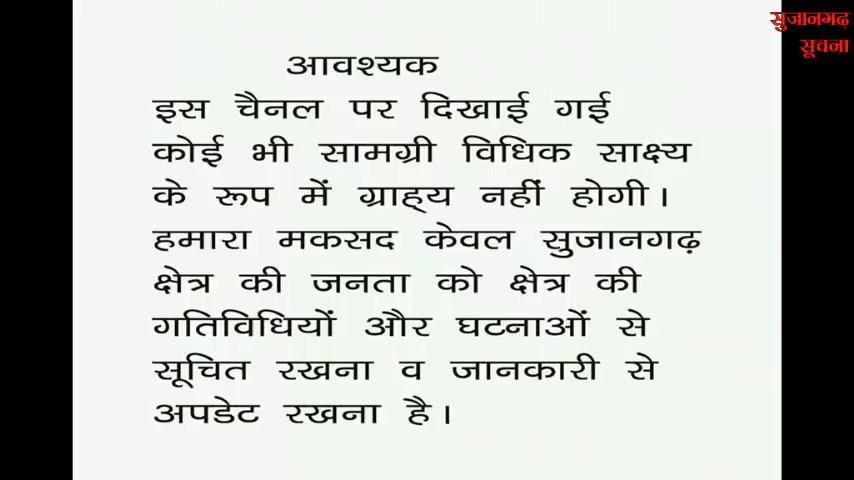 सुजानगढ़
सूचना
आवश्यक
इस चैनल पर दिखाई गई
कोई भी सामग्री विधिक साक्ष्य
के रूप में ग्राह्य नहीं होगी।
हमारा मकसद केवल सुजानगढ़
क्षेत्र की जनता को क्षेत्र की
गतिविधियों और घटनाओं से
सूचित रखना व जानकारी से
अपडेट रखना है।